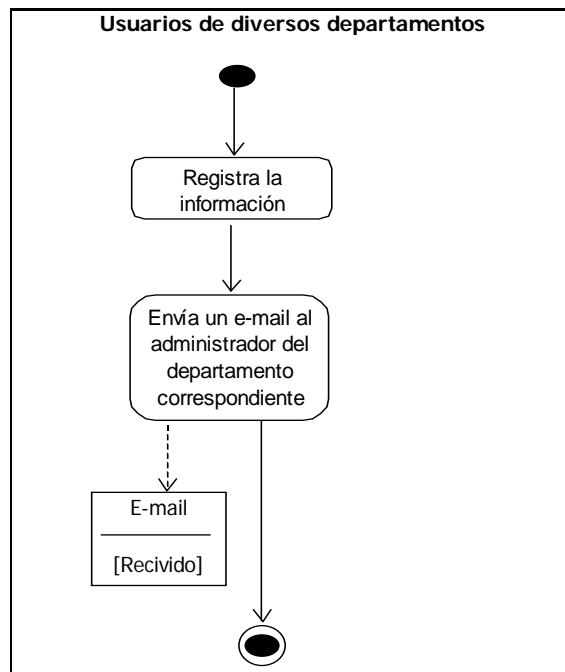 Usuarios de diversos departamentos
Registra la
información
Envía un e-mail al
administrador del
departamento
correspondiente
E-mail
[Recivido]